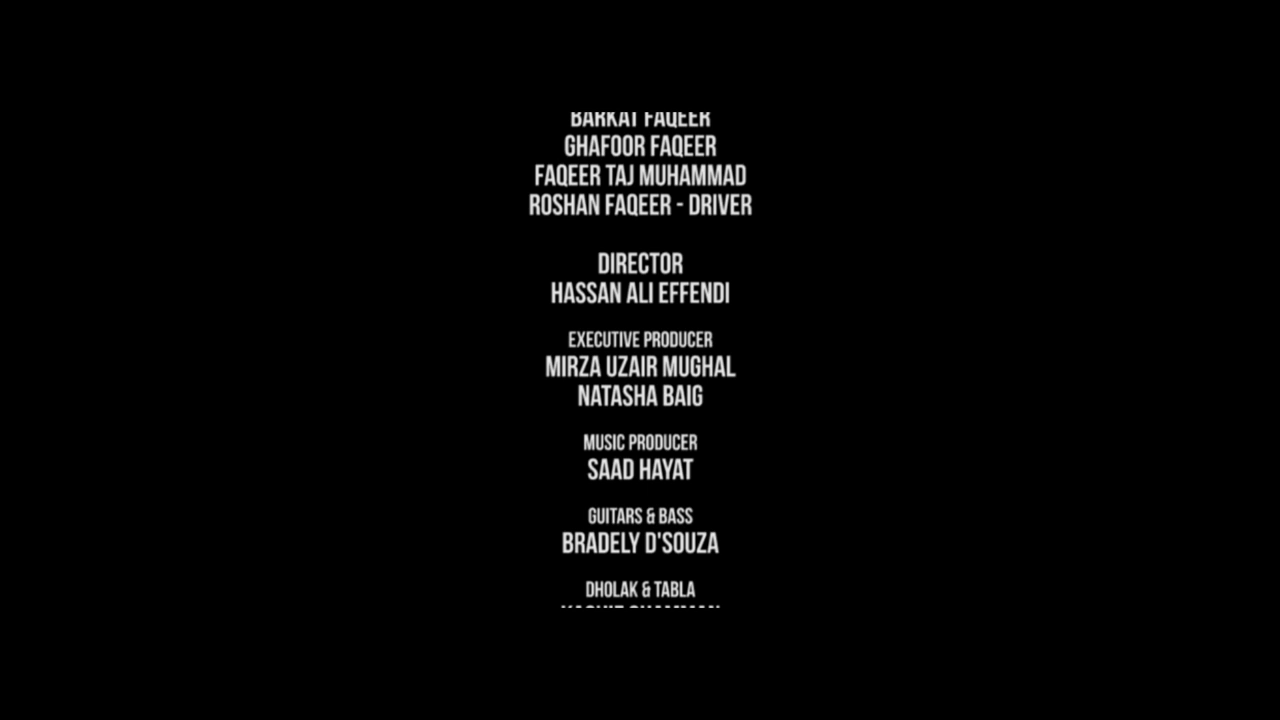 BARKAT FAQEER
GHAFOOR FAQEER
FAQEER TAJ MUHAMMAD
ROSHAN FAQEER - DRIVER
DIRECTOR
HASSAN ALI EFFENDI
EXECUTIVE PRODUCER
MIRZA UZAIR MUGHAL
NATASHA BAIG
MUSIC PRODUCER
SAAD HAYAT
GUITARS & BASS
BRADELY D'SOUZA
DHOLAK & TABLA